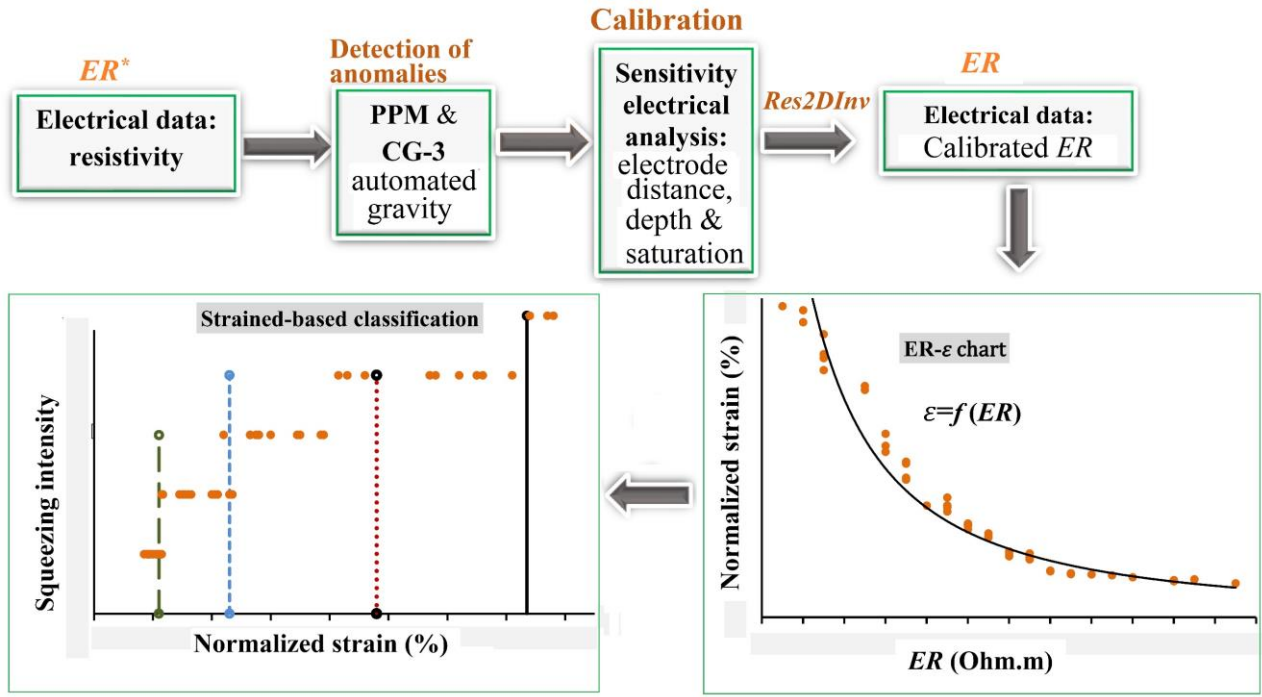 ER*
Electrical data:
resistivity
Detection of
anomalies
PPM &
CG-3
automated
gravity
Calibration
Sensitivity
electrical
analysis:
electrode
distance,
depth &
saturation
Res2DInv
ER
Electrical data:
Calibrated ER
Strained-based classification
Squeezing intensity
Normalized strain (%)
ER-ε chart
ε=f (ER)
Normalized strain (%)
ER (Ohm.m)